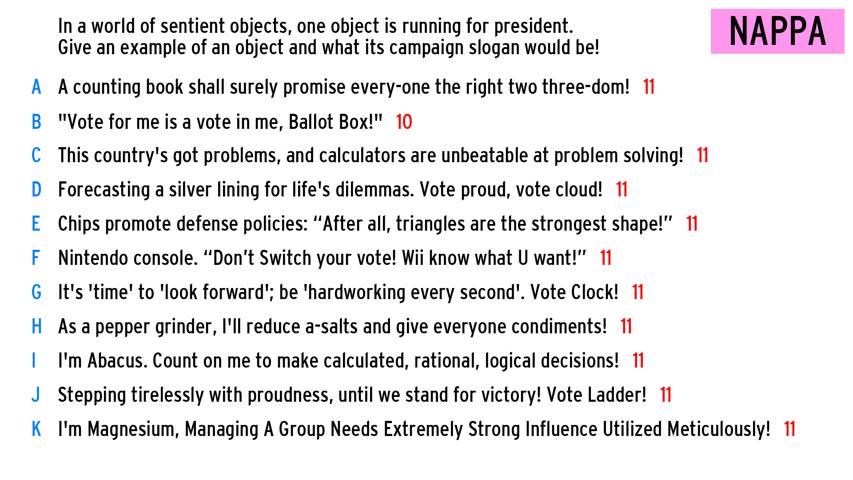 In a world of sentient objects, one object is running for president.
Give an example of an object and what its campaign slogan would be!
NAPPA
A A counting book shall surely promise every-one the right two three-dom! 11
B "Vote for me is a vote in me, Ballot Box!" 10
C This country's got problems, and calculators are unbeatable at problem solving! 11
D Forecasting a silver lining for life's dilemmas. Vote proud, vote cloud! 11
E Chips promote defense policies: “After all, triangles are the strongest shape!” 11
F Nintendo console. “Don’t Switch your vote! Wii know what U want!” 11
G It's 'time' to 'look forward'; be 'hardworking every second'. Vote Clock! 11
H As a pepper grinder, I'll reduce a-salts and give everyone condiments! 11
I I'm Abacus. Count on me to make calculated, rational, logical decisions! 11
J Stepping tirelessly with proudness, until we stand for victory! Vote Ladder! 11
K I'm Magnesium, Managing A Group Needs Extremely Strong Influence Utilized Meticulously! 11